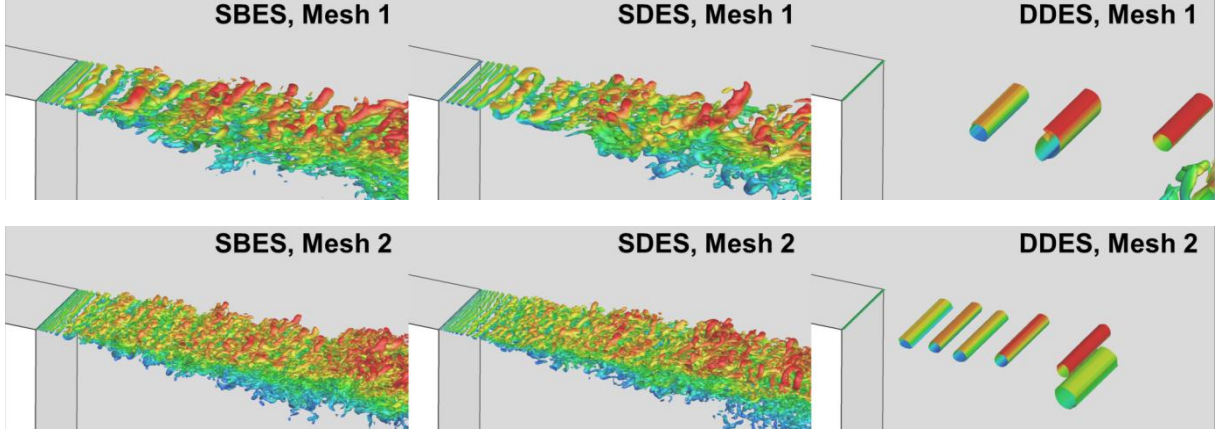 SBES, Mesh 1
SDES, Mesh 1
DDES, Mesh 1
SBES, Mesh 2
SDES, Mesh 2
DDES, Mesh 2